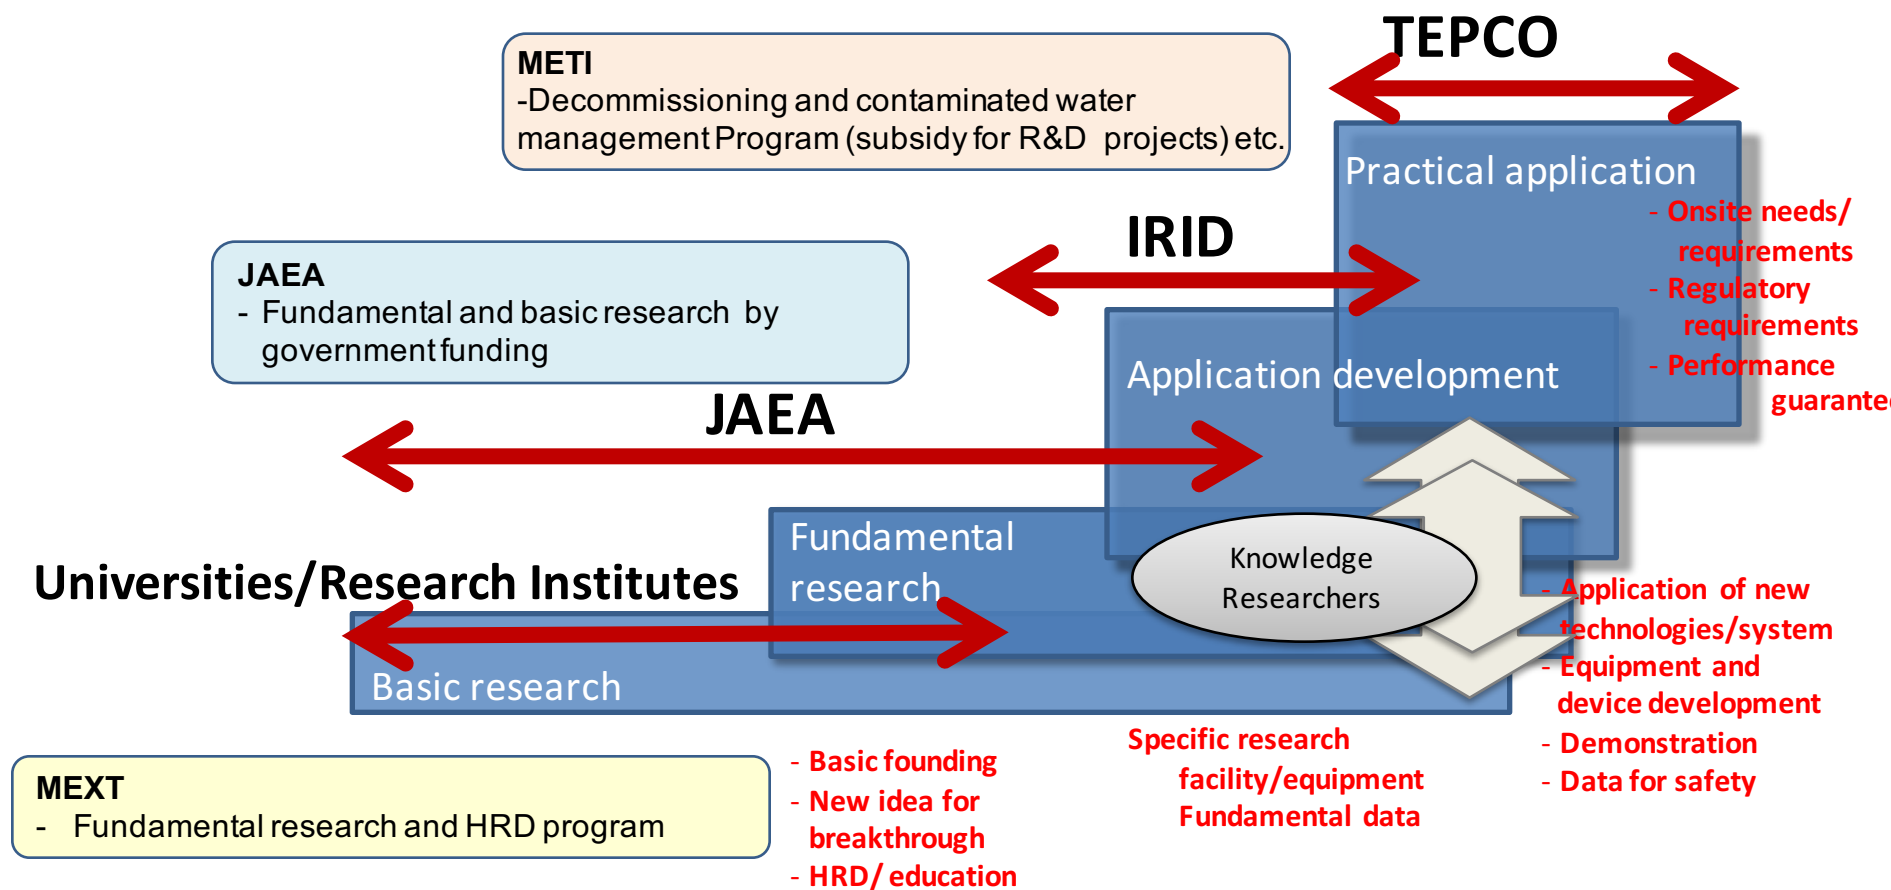 TEPCO
METI
-Decommissioning and contaminated water
management Program (subsidy for R&D projects) etc.
Practical application
- Onsite needs/
requirements
- Regulatory
requirements
- Performance
guarantee
IRID
JAEA
- Fundamental and basic research by
government funding
Application development
JAEA
Fundamental
research
Knowledge
Researchers
Universities/Research Institutes
Basic research
- Application of new
technologies/system
- Equipment and
device development
- Demonstration
- Data for safety
Specific research
facility/equipment
Fundamental data
- Basic founding
- New idea for
breakthrough
- HRD/ education
MEXT
- Fundamental research and HRD program